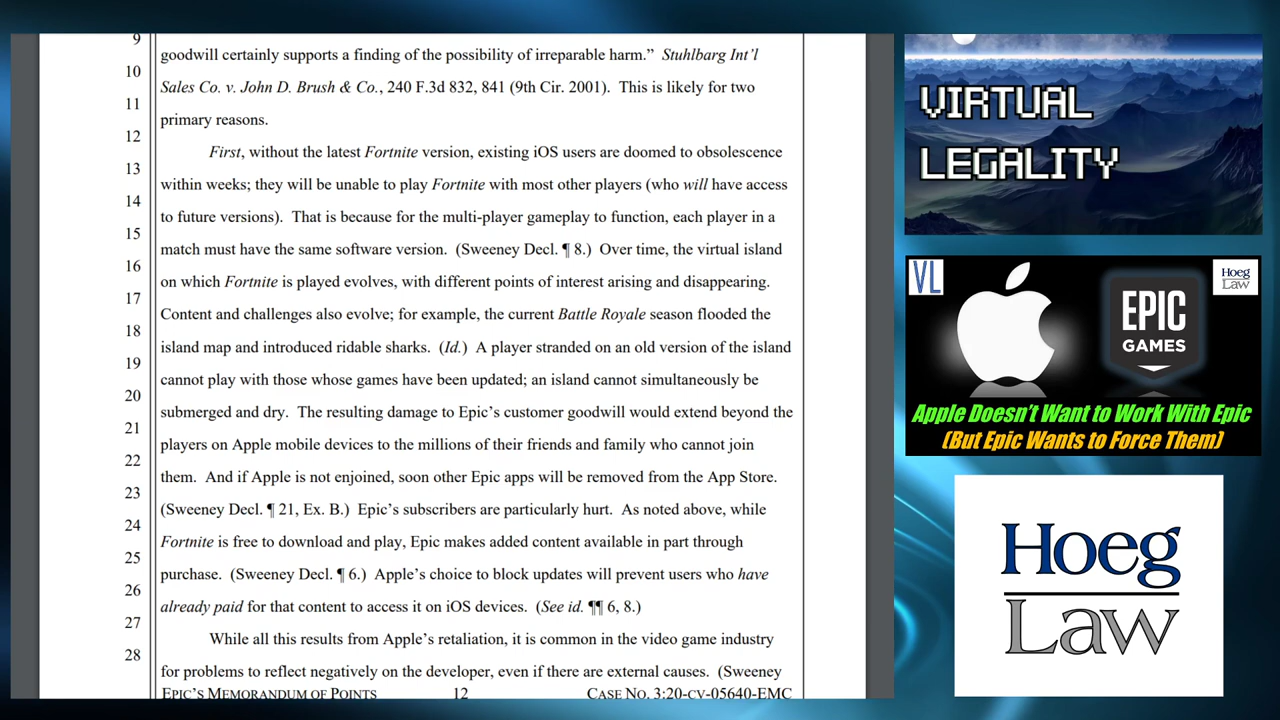 9
goodwill certainly supports a finding of the possibility of irreparable harm.” Stuhlbarg Int’l
10
Sales Co. v. John D. Brush & Co., 240 F.3d 832, 841 (9th Cir. 2001). This is likely for two
11
primary reasons.
12
First, without the latest Fortnite version, existing iOS users are doomed to obsolescence
13
within weeks; they will be unable to play Fortnite with most other players (who will have access
14
to future versions). That is because for the multi-player gameplay to function, each player in a
15
match must have the same software version. (Sweeney Decl. ¶ 8.) Over time, the virtual island
16
on which Fortnite is played evolves, with different points of interest arising and disappearing.
17
Content and challenges also evolve; for example, the current Battle Royale season flooded the
18
island map and introduced ridable sharks. (Id.) A player stranded on an old version of the island
19
cannot play with those whose games have been updated; an island cannot simultaneously be
20
submerged and dry. The resulting damage to Epic’s customer goodwill would extend beyond the
21
players on Apple mobile devices to the millions of their friends and family who cannot join
22
them. And if Apple is not enjoined, soon other Epic apps will be removed from the App Store.
23
(Sweeney Decl. ¶ 21, Ex. B.) Epic’s subscribers are particularly hurt. As noted above, while
24
Fortnite is free to download and play, Epic makes added content available in part through
25
purchase. (Sweeney Decl. ¶ 6.) Apple’s choice to block updates will prevent users who have
26
already paid for that content to access it on iOS devices. (See id. ¶¶ 6, 8.)
27
While all this results from Apple’s retaliation, it is common in the video game industry
28
for problems to reflect negatively on the developer, even if there are external causes. (Sweeney
EPIC’S MEMORANDUM OF POINTS 12 CASE NO. 3:20-CV-05640-EMC
VIRTUAL
LEGALITY
VL
Hoeg
Law
EPIC
GAMES
Apple Doesn’t Want to Work With Epic
(But Epic Wants to Force Them)
Hoeg
Law